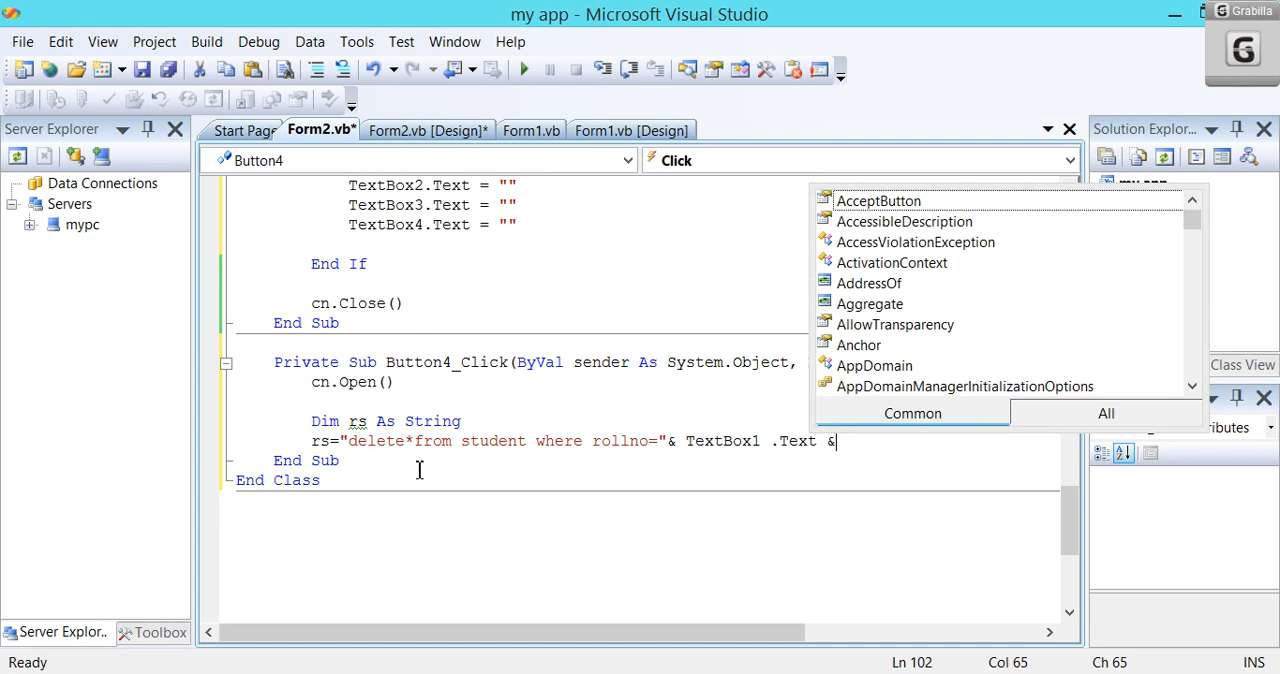 my app - Microsoft Visual Studio
Grabilla
File Edit View Project Build Debug Data Tools Test Window Help
Server Explorer
Start Page Form2.vb* Form2.vb [Design]* Form1.vb Form1.vb [Design]
Solution Explor...
Button4
Click
Data Connections
Servers
mypc
my app
TextBox2.Text = ""
TextBox3.Text = ""
TextBox4.Text = ""
End If
cn.Close()
End Sub
Private Sub Button4_Click(ByVal sender As System.Object,
cn.Open()
Dim rs As String
rs="delete*from student where rollno="& TextBox1 .Text &
End Sub
End Class
AcceptButton
AccessibleDescription
AccessViolationException
ActivationContext
AddressOf
Aggregate
AllowTransparency
Anchor
AppDomain
AppDomainManagerInitializationOptions
Common All
Class View
ributes
Server Explor.. Toolbox
Ready Ln 102 Col 65 Ch 65 INS